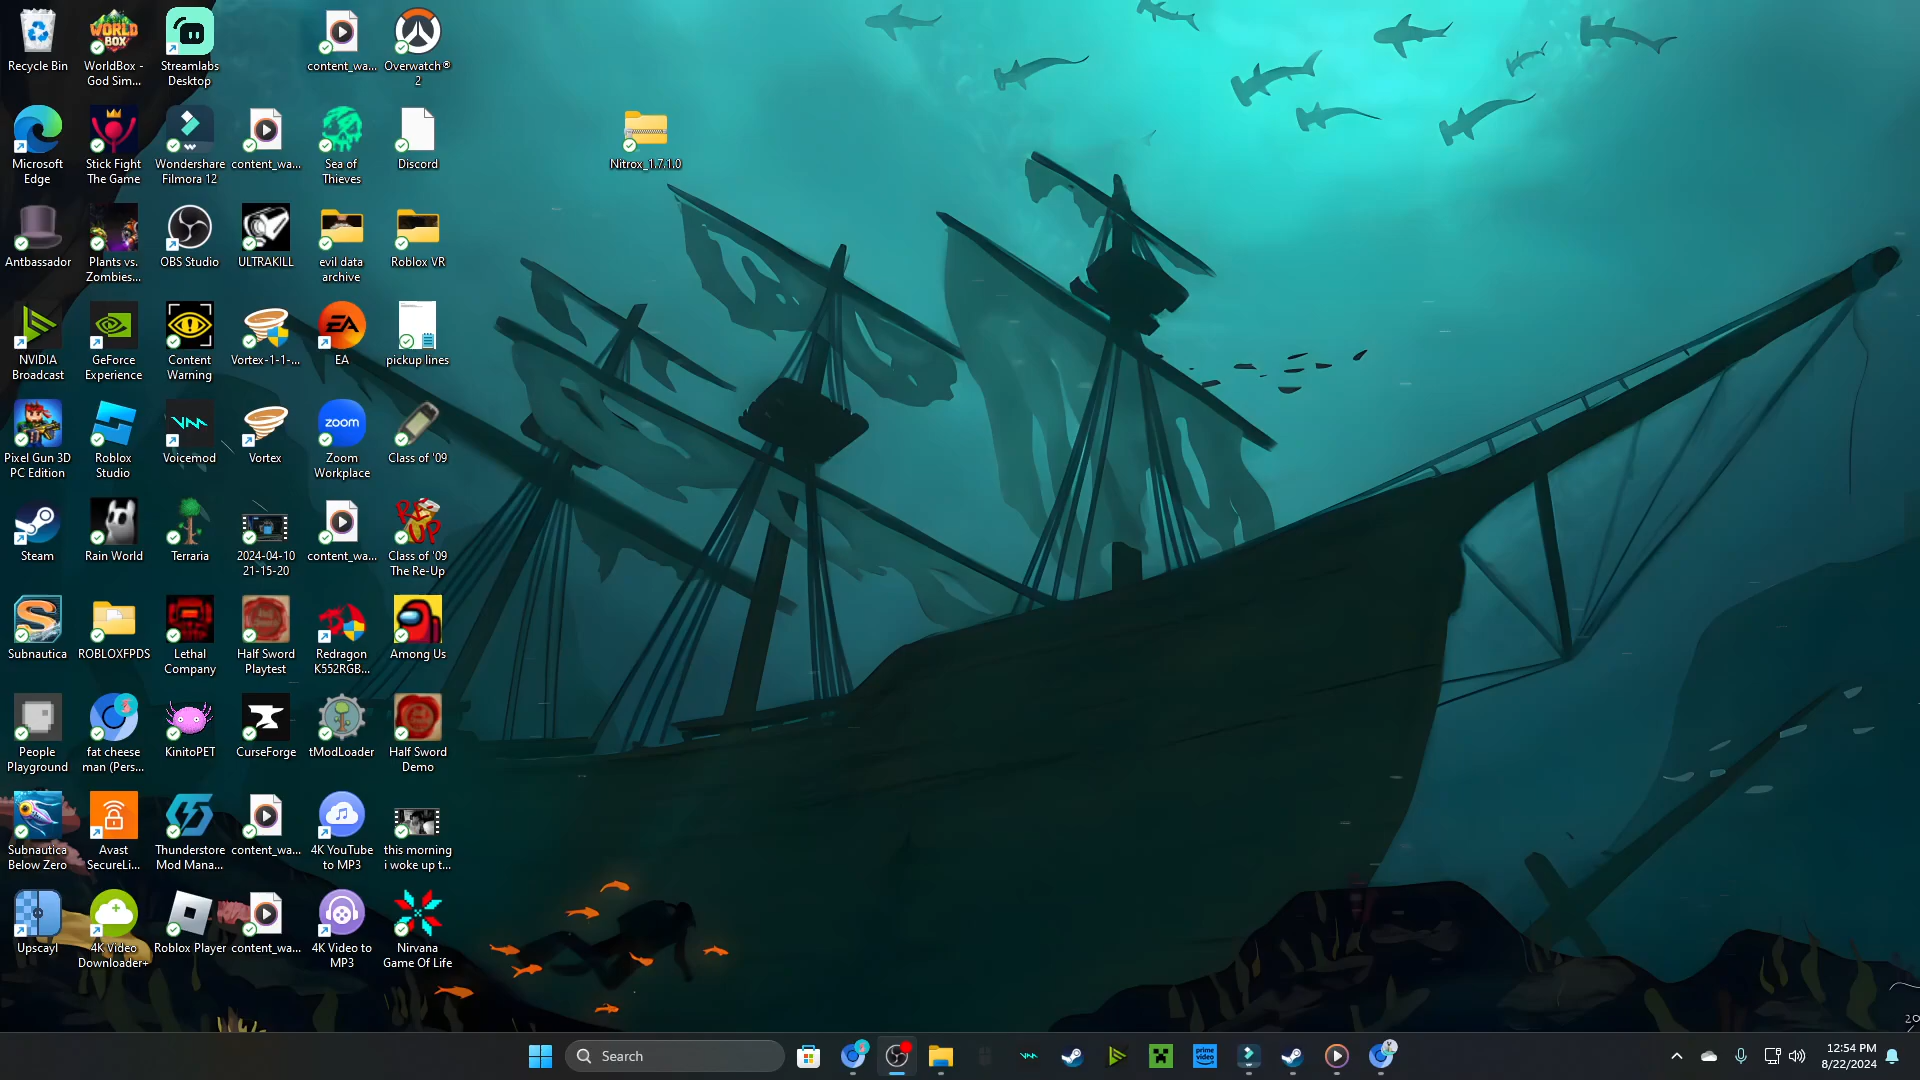 Recycle Bin
WorldBox -
God Sim...
Streamlabs
Desktop
content_wa...
Overwatch®
2
Microsoft
Edge
Stick Fight
The Game
Wondershare
Filmora 12
content_wa...
Sea of
Thieves
Discord
Nitrox_1.7.1.0
Antbassador
Plants vs.
Zombies...
OBS Studio
ULTRAKILL
evil data
archive
Roblox VR
NVIDIA
Broadcast
GeForce
Experience
Content
Warning
Vortex-1-1-...
EA
EA
pickup lines
Pixel Gun 3D
PC Edition
Roblox
Studio
Voicemod
Vortex
zoom
Zoom
Workplace
Class of '09
Steam
Rain World
Terraria
2024-04-10
21-15-20
content_wa...
RE
UP
Class of '09
The Re-Up
Subnautica
ROBLOXFPDS
Lethal
Company
Half Sword
Playtest
Redragon
K552RGB...
Among Us
People
Playground
fat cheese
man (Pers...
KinitoPET
CurseForge
tModLoader
Half Sword
Demo
Subnautica
Below Zero
Avast
SecureLi...
Thunderstore
Mod Mana...
content_wa...
4K YouTube
to MP3
this morning
i woke up t...
Upscayl
4K Video
Downloader+
Roblox Player
content_wa...
4K Video to
MP3
Nirvana
Game Of Life
Search
prime
video
12:54 PM
8/22/2024